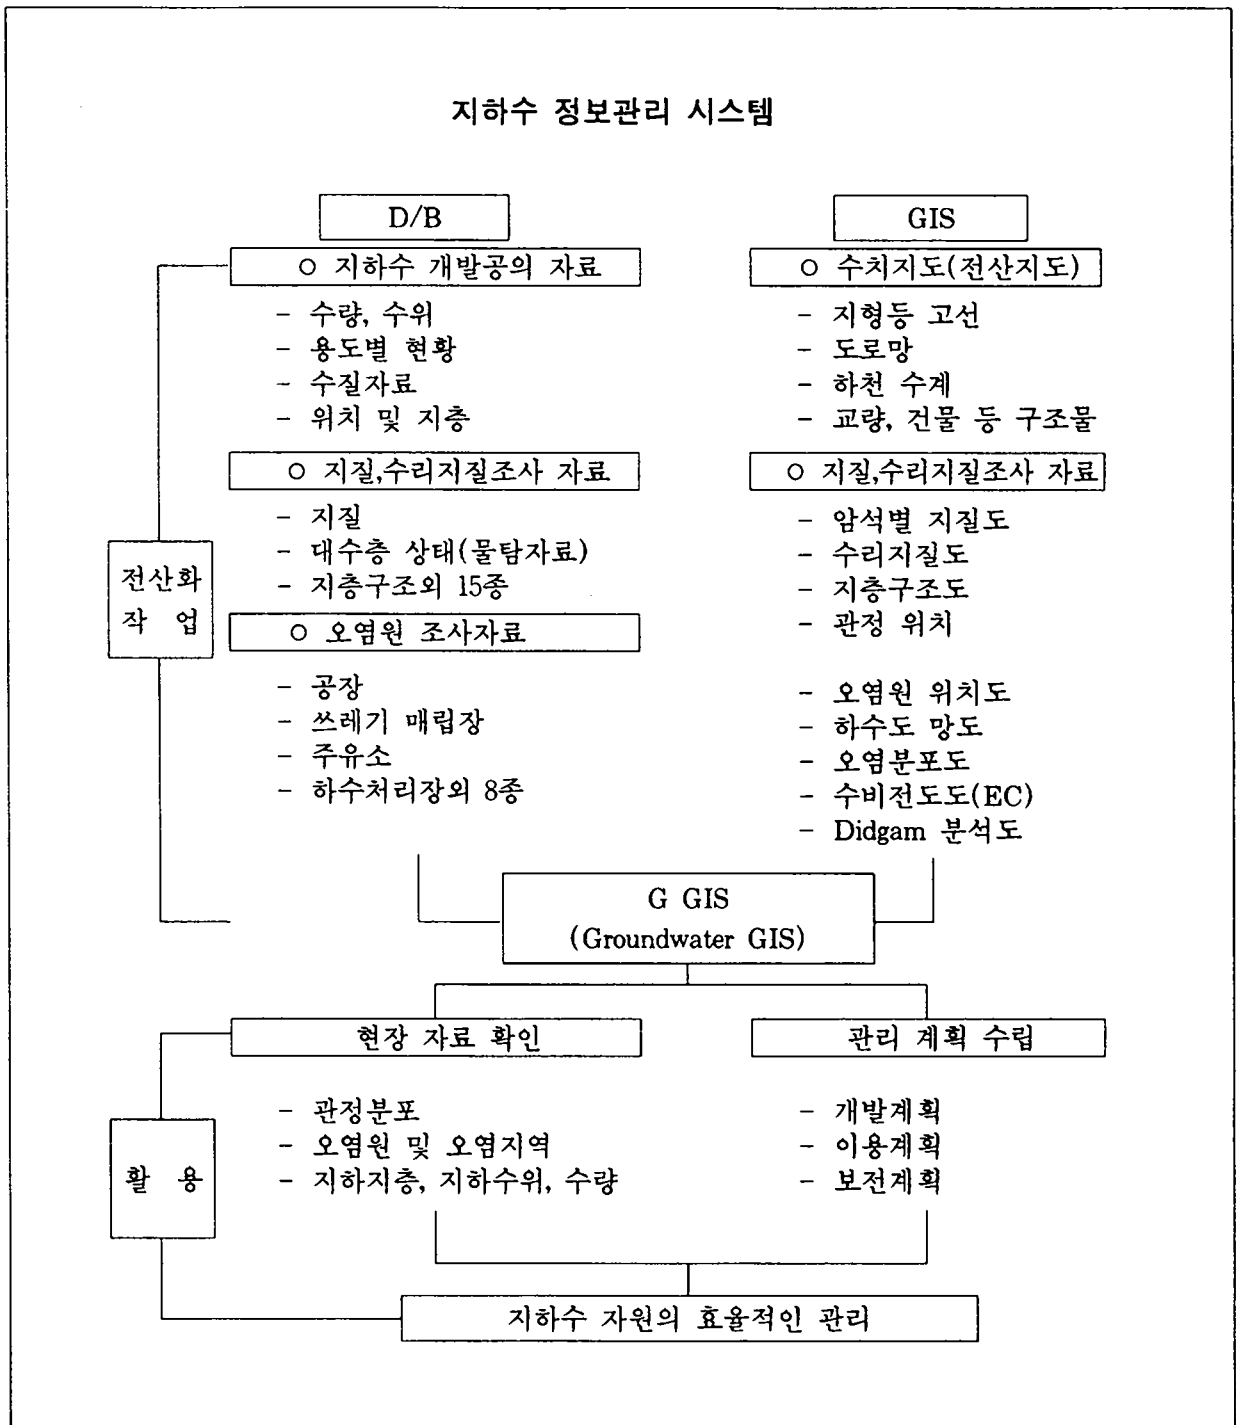 지하수 정보관리 시스템
D/B
○ 지하수 개발공의 자료
- 수량, 수위
- 용도별 현황
- 수질자료
- 위치 및 지층
○ 지질,수리지질조사 자료
- 지질
- 대수층 상태(물탐자료)
- 지층구조외 15종
○ 오염원 조사자료
- 공장
- 쓰레기 매립장
- 주유소
- 하수처리장외 8종
GIS
○ 수치지도(전산지도)
- 지형등 고선
- 도로망
- 하천 수계
- 교량, 건물 등 구조물
○ 지질,수리지질조사 자료
- 암석별 지질도
- 수리지질도
- 지층구조도
- 관정 위치
- 오염원 위치도
- 하수도 망도
- 오염분포도
- 수비전도도(EC)
- Didgam 분석도
전산화
작 업
G GIS
(Groundwater GIS)
현장 자료 확인
- 관정분포
- 오염원 및 오염지역
- 지하지층, 지하수위, 수량
관리 계획 수립
- 개발계획
- 이용계획
- 보전계획
활 용
지하수 자원의 효율적인 관리